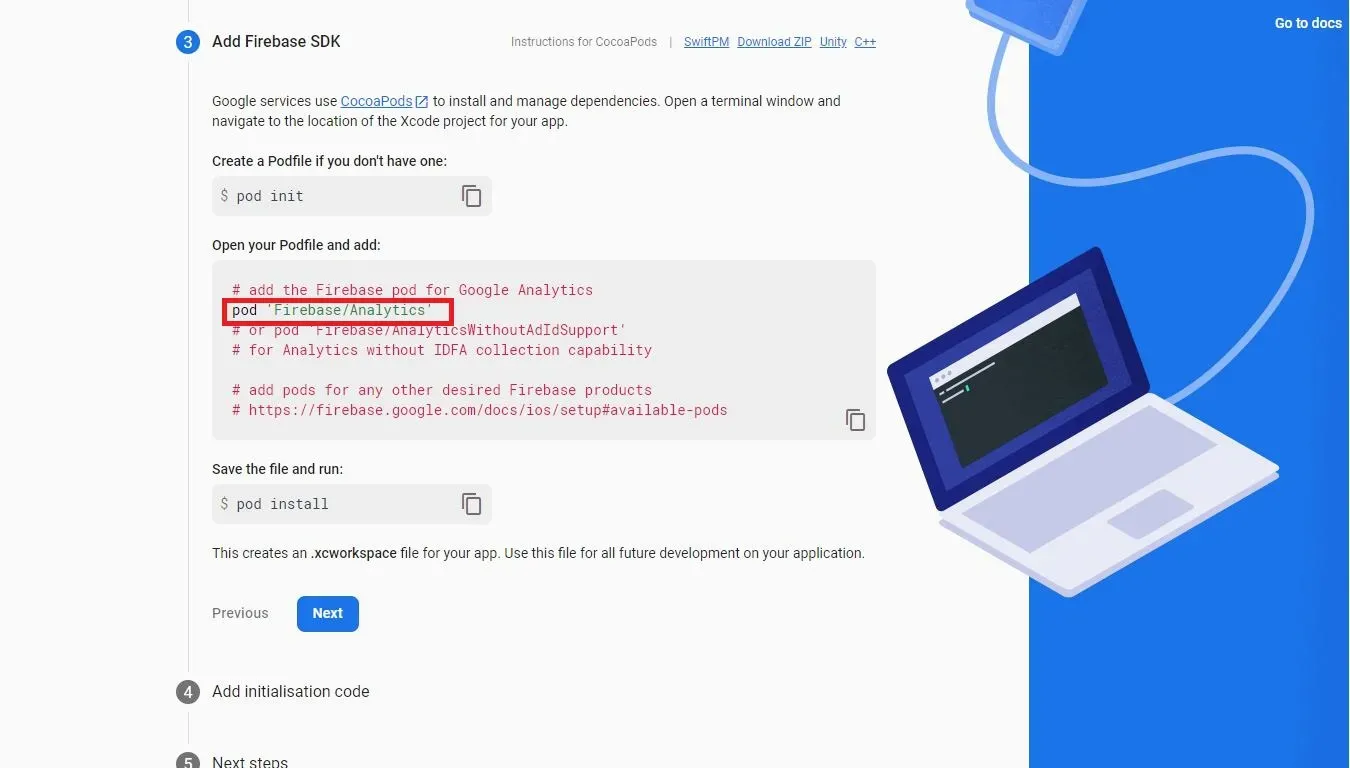 Go to docs
3 Add Firebase SDK
Instructions for CocoaPods | SwiftPM Download ZIP Unity C++
Google services use CocoaPods to install and manage dependencies. Open a terminal window and
navigate to the location of the Xcode project for your app.
Create a Podfile if you don't have one:
$ pod init
Open your Podfile and add:
# add the Firebase pod for Google Analytics
pod 'Firebase/Analytics'
# or pod 'Firebase/AnalyticsWithoutAdIdSupport'
# for Analytics without IDFA collection capability
# add pods for any other desired Firebase products
# https://firebase.google.com/docs/ios/setup#available-pods
Save the file and run:
$ pod install
This creates an .xcworkspace file for your app. Use this file for all future development on your application.
Previous Next
4 Add initialisation code
5 Next steps